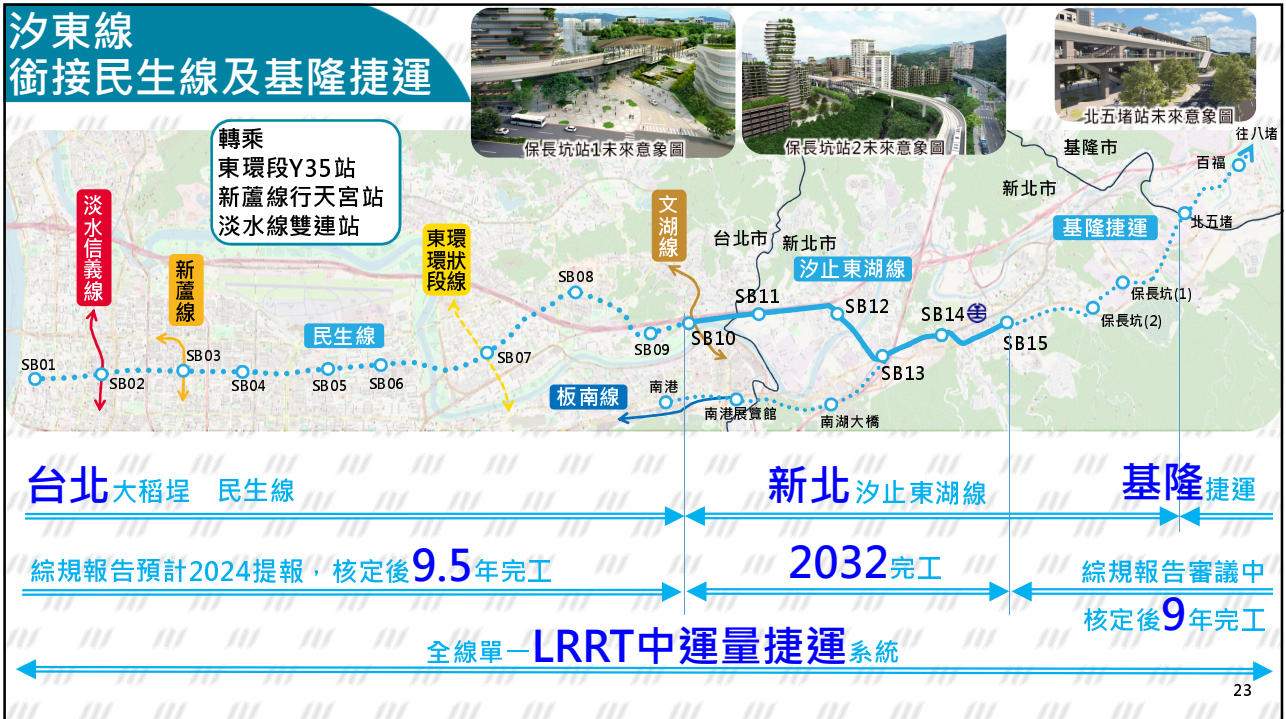 汐東線
銜接民生線及基隆捷運
保長坑站1未來意象圖
保長坑站2未來意象圖
北五堵站未來意象圖
轉乘
東環段Y35站
新蘆線行天宮站
淡水線雙連站
淡水信義線
新蘆線
環狀線
東環段
文湖線
台北市
新北市
新北市
基隆市
往八堵
百福
北五堵
基隆捷運
汐止東湖線
民生線
板南線
SB01
SB02
SB03
SB04
SB05
SB06
SB07
SB08
SB09
SB10
SB11
SB12
SB13
SB14
SB15
保長坑(1)
保長坑(2)
南港
南港展覽館
南湖大橋
台北大稻埕 民生線
新北汐止東湖線
基隆捷運
綜規報告預計2024提報，核定後9.5年完工
2032完工
綜規報告審議中
核定後9年完工
全線單一LRRT中運量捷運系統
23